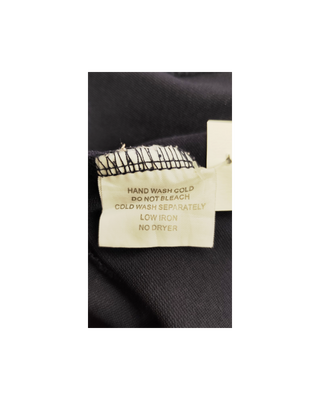 HAND WASH COLD
DO NOT BLEACH
COLD WASH SEPARATELY
LOW IRON
NO DRYER